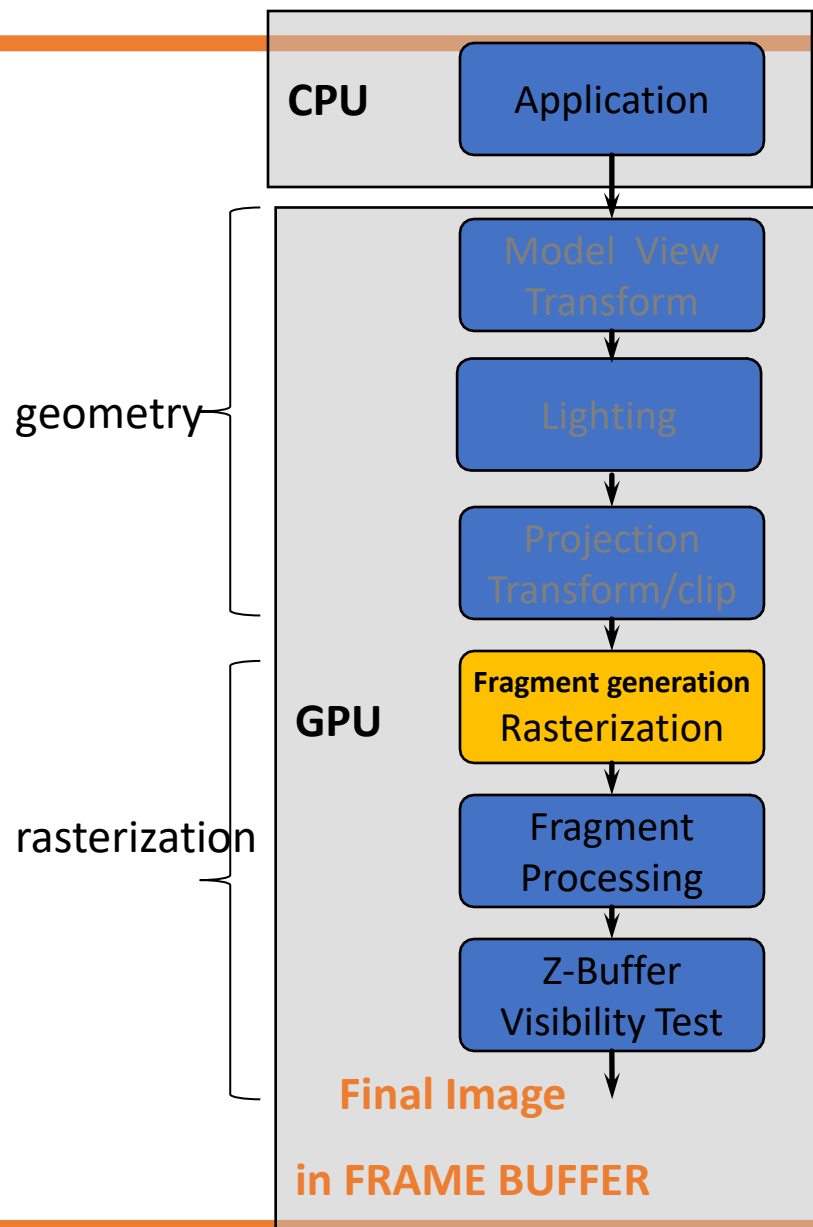 CPU
Application
Model View
Transform
geometry
Lighting
Projection
Transform/clip
Fragment generation
GPU
Rasterization
rasterization
Fragment
Processing
Z-Buffer
Visibility Test
Final Image
in FRAME BUFFER